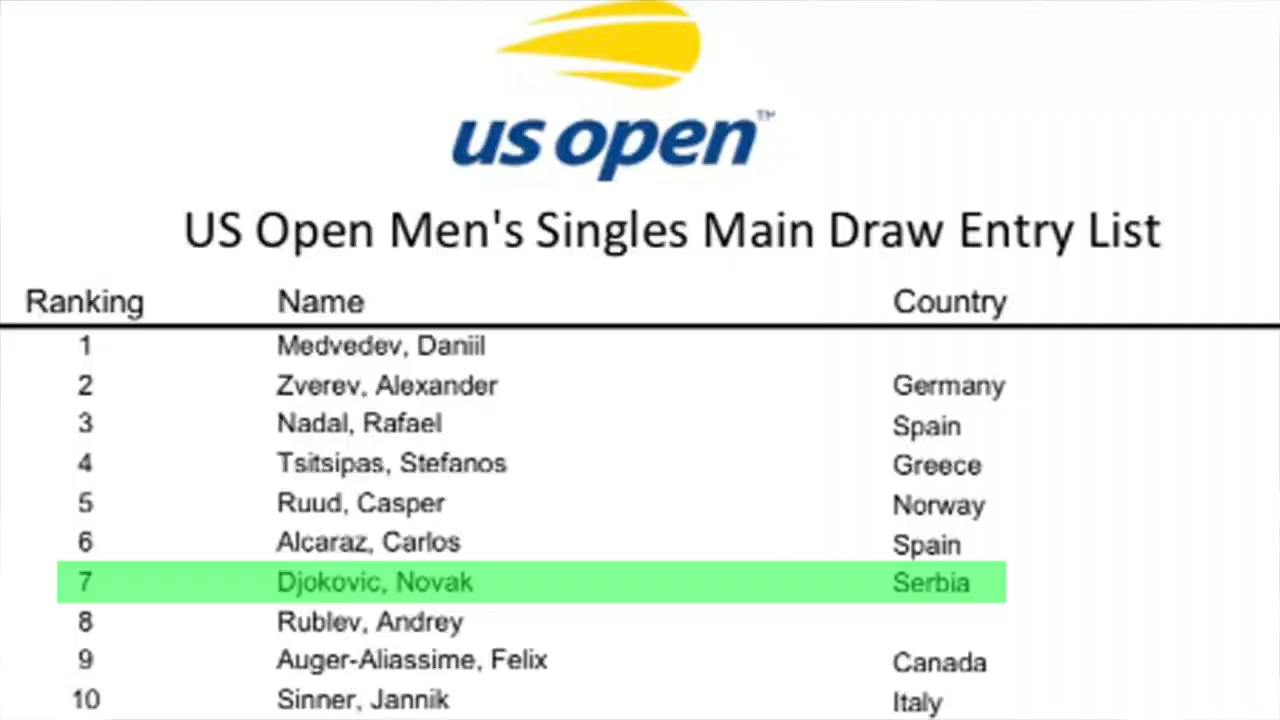 us open™
US Open Men's Singles Main Draw Entry List
Ranking Name Country
1 Medvedev, Daniil
2 Zverev, Alexander Germany
3 Nadal, Rafael Spain
4 Tsitsipas, Stefanos Greece
5 Ruud, Casper Norway
6 Alcaraz, Carlos Spain
7 Djokovic, Novak Serbia
8 Rublev, Andrey
9 Auger-Aliassime, Felix Canada
10 Sinner, Jannik Italy